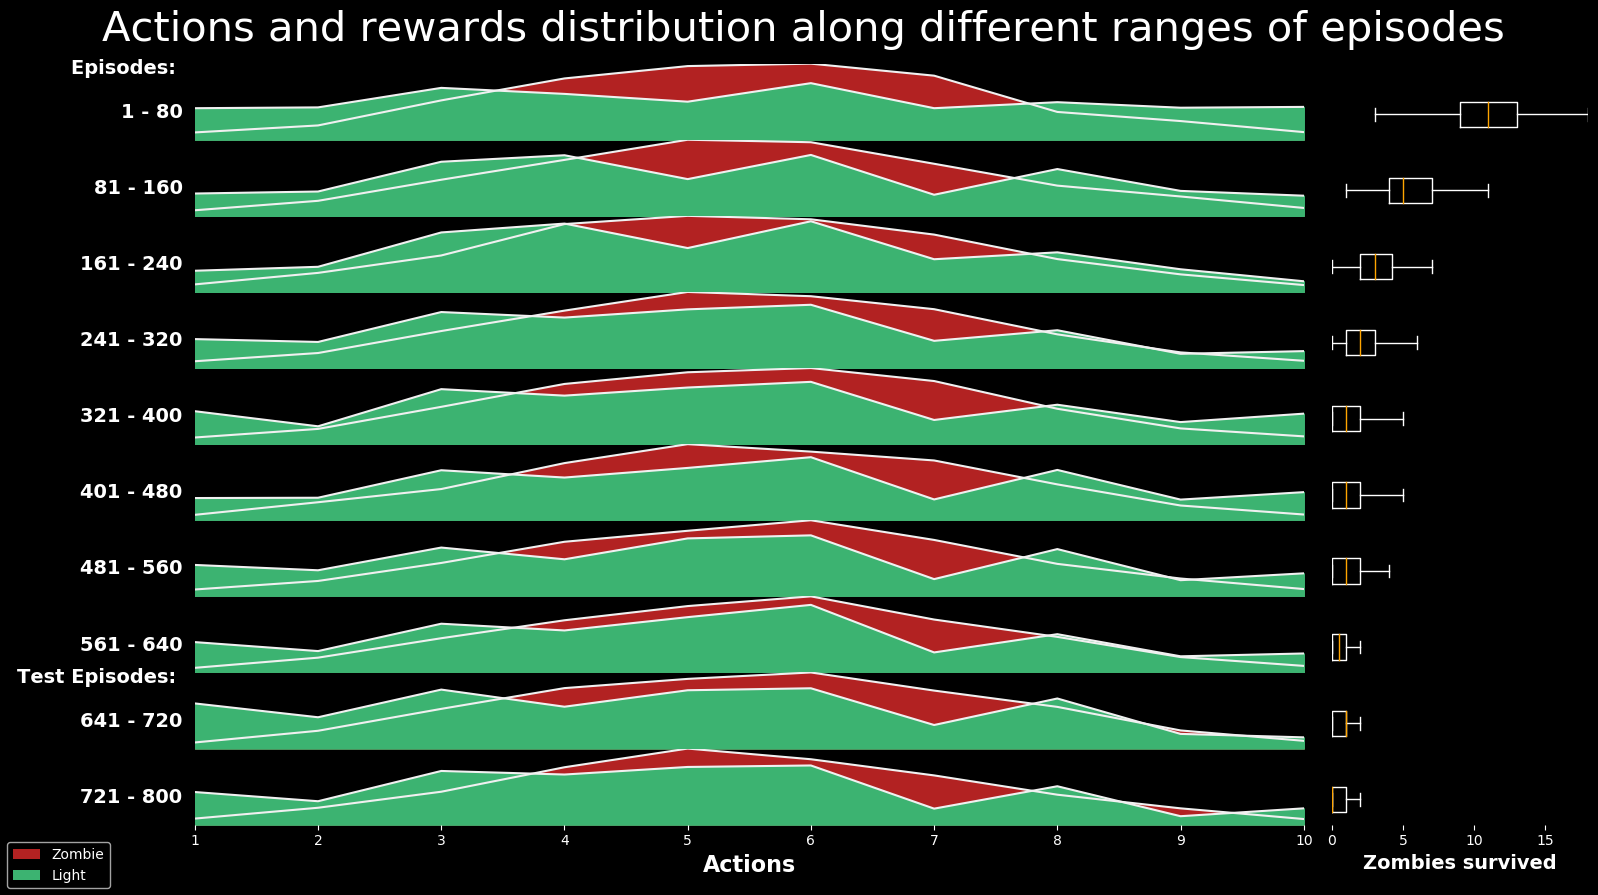 Actions and rewards distribution along different ranges of episodes
Episodes:
1 - 80
81 - 160
161 - 240
241 - 320
321 - 400
401 - 480
481 - 560
561 - 640
Test Episodes:
641 - 720
721 - 800
1 2 3 4 5 6 7 8 9 10 0 5 10 15
Actions
Zombies survived
Zombie
Light